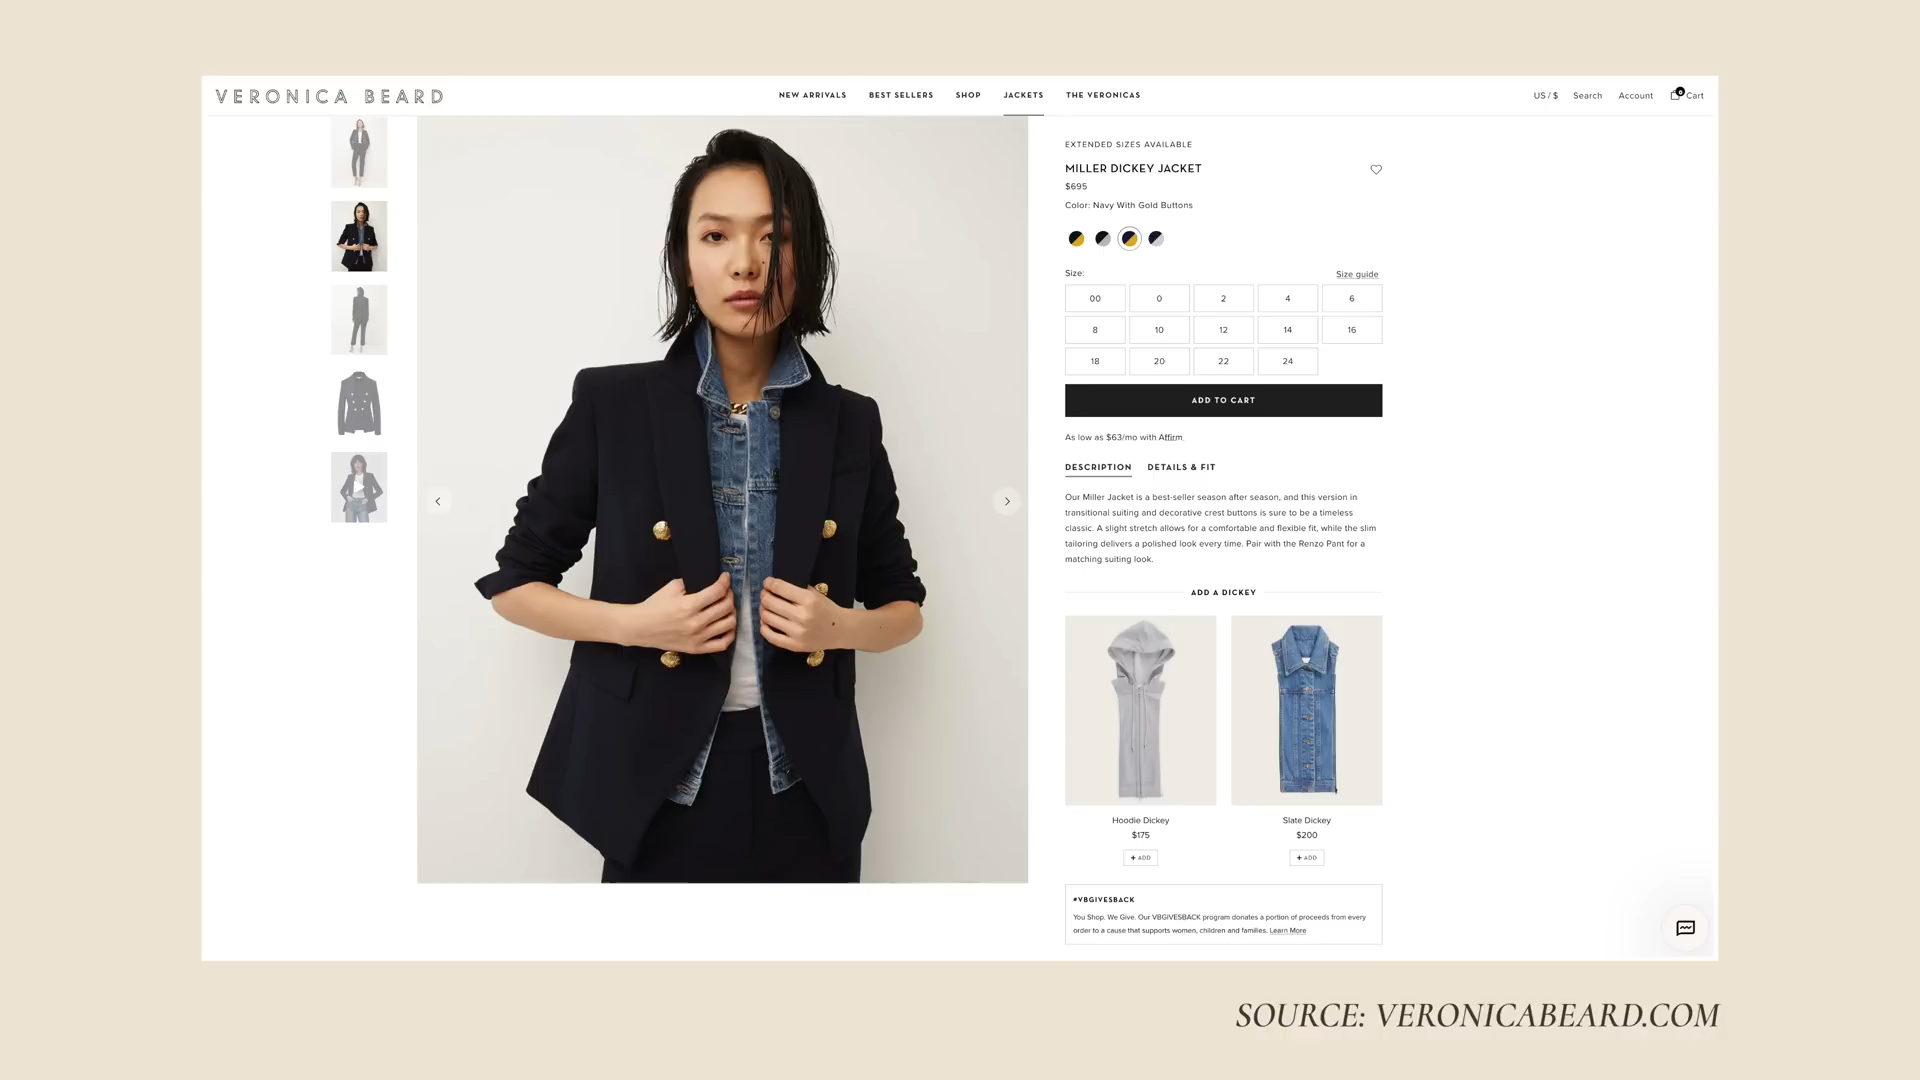 VERONICA BEARD
NEW ARRIVALS
BEST SELLERS
SHOP
JACKETS
THE VERONICAS
US / $
Search
Account
0
Cart
EXTENDED SIZES AVAILABLE
MILLER DICKEY JACKET
$695
Color: Navy With Gold Buttons
Size:
Size guide
00 0 2 4 6
8 10 12 14 16
18 20 22 24
ADD TO CART
As low as $63/mo with Affirm.
DESCRIPTION
DETAILS & FIT
Our Miller Jacket is a best-seller season after season, and this version in
transitional suiting and decorative crest buttons is sure to be a timeless
classic. A slight stretch allows for a comfortable and flexible fit, while the slim
tailoring delivers a polished look every time. Pair with the Renzo Pant for a
matching suiting look.
ADD A DICKEY
Hoodie Dickey
$175
+ ADD
Slate Dickey
$200
+ ADD
#VBGIVESBACK
You Shop. We Give. Our VBGIVESBACK program donates a portion of proceeds from every
order to a cause that supports women, children and families. Learn More
SOURCE: VERONICABEARD.COM